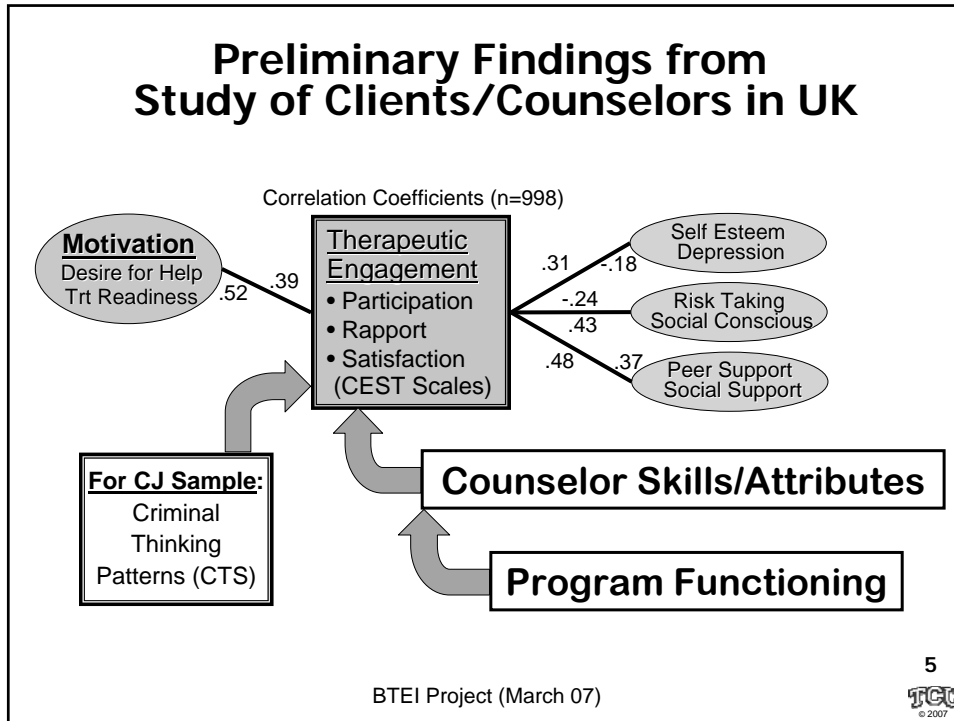 Preliminary Findings from
Study of Clients/Counselors in UK
Correlation Coefficients (n=998)
Motivation
Desire for Help
Trt Readiness
.52
.39
Therapeutic
Engagement
• Participation
• Rapport
• Satisfaction
(CEST Scales)
.31
-.18
-.24
.43
.48
.37
Self Esteem
Depression
Risk Taking
Social Conscious
Peer Support
Social Support
For CJ Sample:
Criminal
Thinking
Patterns (CTS)
Counselor Skills/Attributes
Program Functioning
BTEI Project (March 07)
5
TCU
© 2007